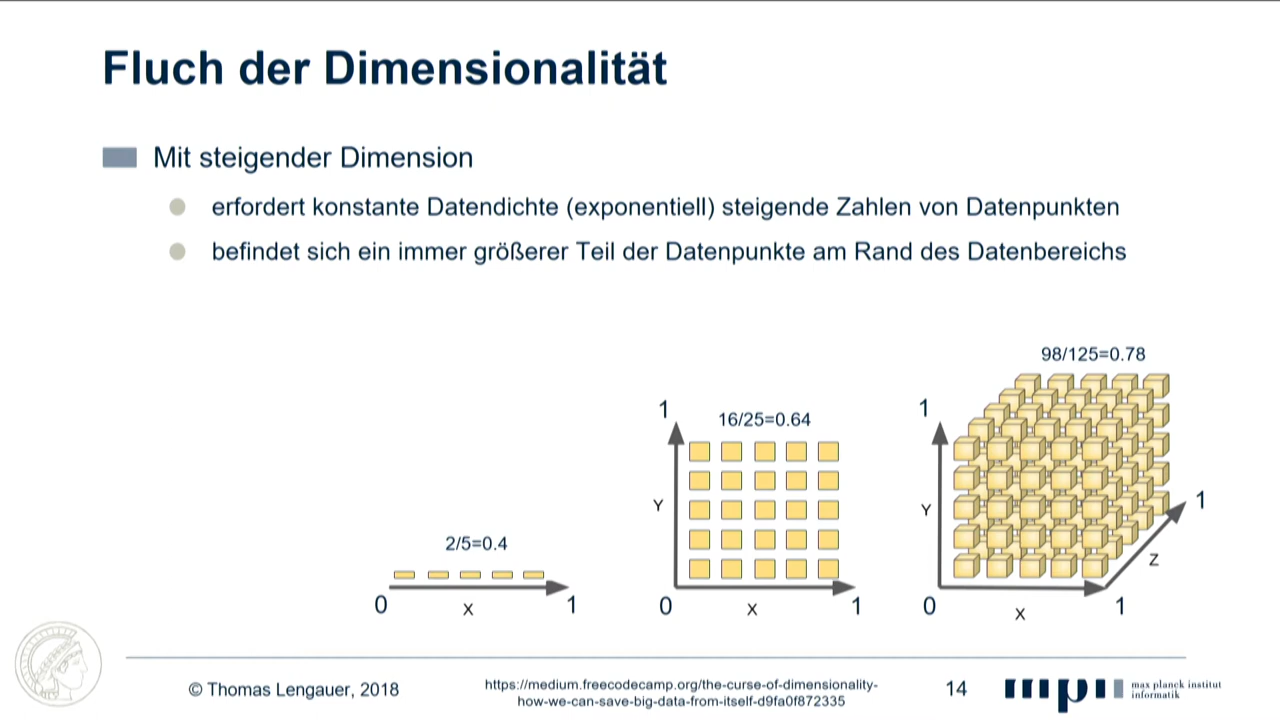 Fluch der Dimensionalität
Mit steigender Dimension
erfordert konstante Datendichte (exponentiell) steigende Zahlen von Datenpunkten
befindet sich ein immer größerer Teil der Datenpunkte am Rand des Datenbereichs
2/5=0.4
0
X
1
1
16/25=0.64
Y
0
X
1
98/125=0.78
1
Y
1
Z
0
X
1
© Thomas Lengauer, 2018
https://medium.freecodecamp.org/the-curse-of-dimensionality-
how-we-can-save-big-data-from-itself-d9fa0f872335
14
mpi
max planck institut
informatik